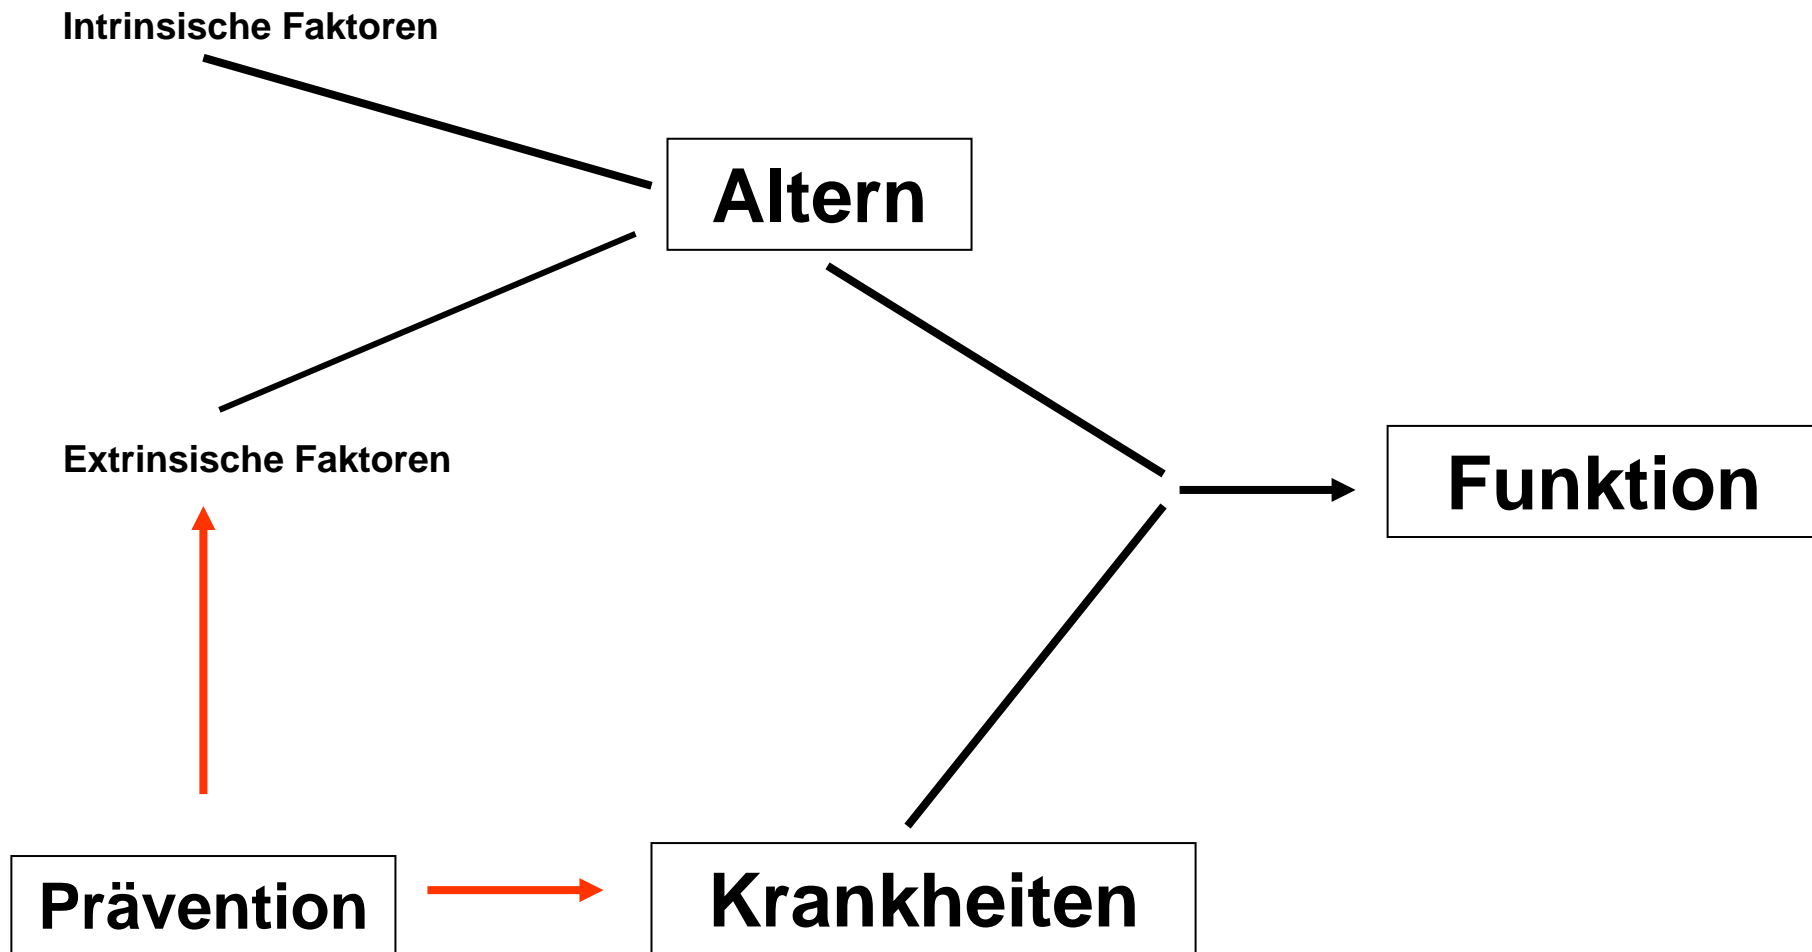 Intrinsische Faktoren
Altern
Extrinsische Faktoren
Funktion
Prävention
Krankheiten